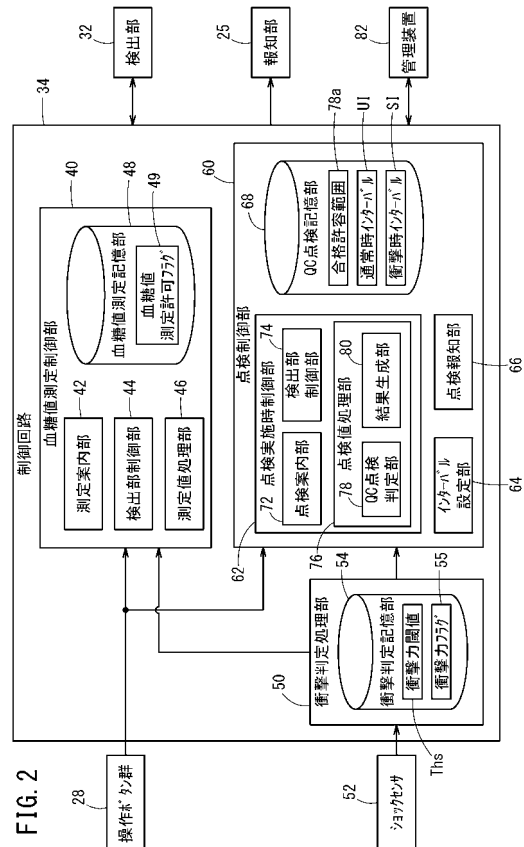 FIG. 2
32
検出部
25
報知部
82
管理装置
34
制御回路
40
血糖値測定制御部
42
測定案内部
44
検出部制御部
46
測定値処理部
48
血糖値測定記憶部
49
血糖値
測定許可フラグ
60
点検制御部
62
点検実施時制御部
72
点検案内部
74
検出部
制御部
76
点検値処理部
78
QC点検
判定部
80
結果生成部
68
QC点検記憶部
78a
合格許容範囲
UI
通常時インターバル
SI
衝撃時インターバル
64
インターバル
設定部
66
点検報知部
50
衝撃判定処理部
54
衝撃判定記憶部
衝撃力閾値
Ths
55
衝撃力フラグ
28
操作ボタン群
52
ショックセンサ